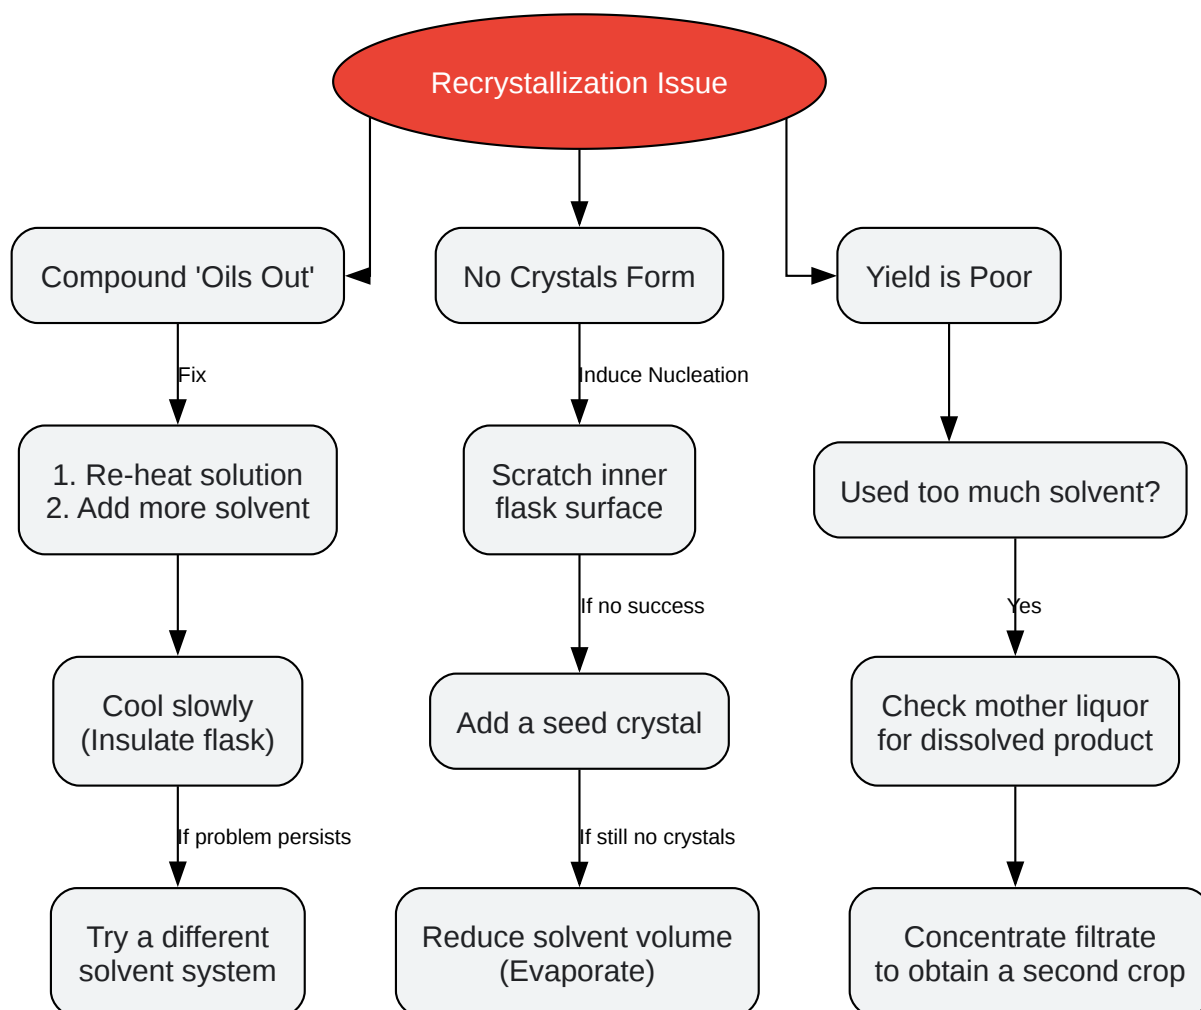 Recrystallization Issue
Compound 'Oils Out'
No Crystals Form
Yield is Poor
Fix
Induce Nucleation
1. Re-heat solution
2. Add more solvent
Scratch inner
flask surface
Used too much solvent?
If no success
Yes
Cool slowly
(Insulate flask)
Add a seed crystal
Check mother liquor
for dissolved product
If problem persists
If still no crystals
Try a different
solvent system
Reduce solvent volume
(Evaporate)
Concentrate filtrate
to obtain a second crop